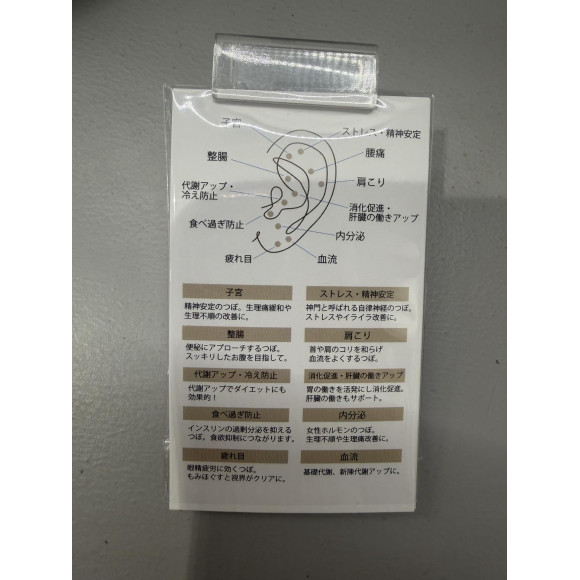 子宮
ストレス・精神安定
整腸
腰痛
代謝アップ・
冷え防止
肩こり
消化促進・
肝臓の働きアップ
食べ過ぎ防止
内分泌
疲れ目
血流
子宮
精神安定のつぼ。生理痛緩和や
生理不順の改善に。
ストレス・精神安定
神門と呼ばれる自律神経のつぼ。
ストレスやイライラ改善に。
整腸
便秘にアプローチするつぼ。
スッキリしたお腹を目指して。
肩こり
首や肩のコリを和らげ
血流をよくするつぼ。
代謝アップ・冷え防止
代謝アップでダイエットにも
効果的！
消化促進・肝臓の働きアップ
胃の働きを活発にし消化促進。
肝臓の働きもサポート。
食べ過ぎ防止
インスリンの過剰分泌を抑える
つぼ。食欲抑制につながります。
内分泌
女性ホルモンのつぼ。
生理不順や生理痛改善に。
疲れ目
眼精疲労に効くつぼ。
もみほぐすと視界がクリアに。
血流
基礎代謝、新陳代謝アップに。